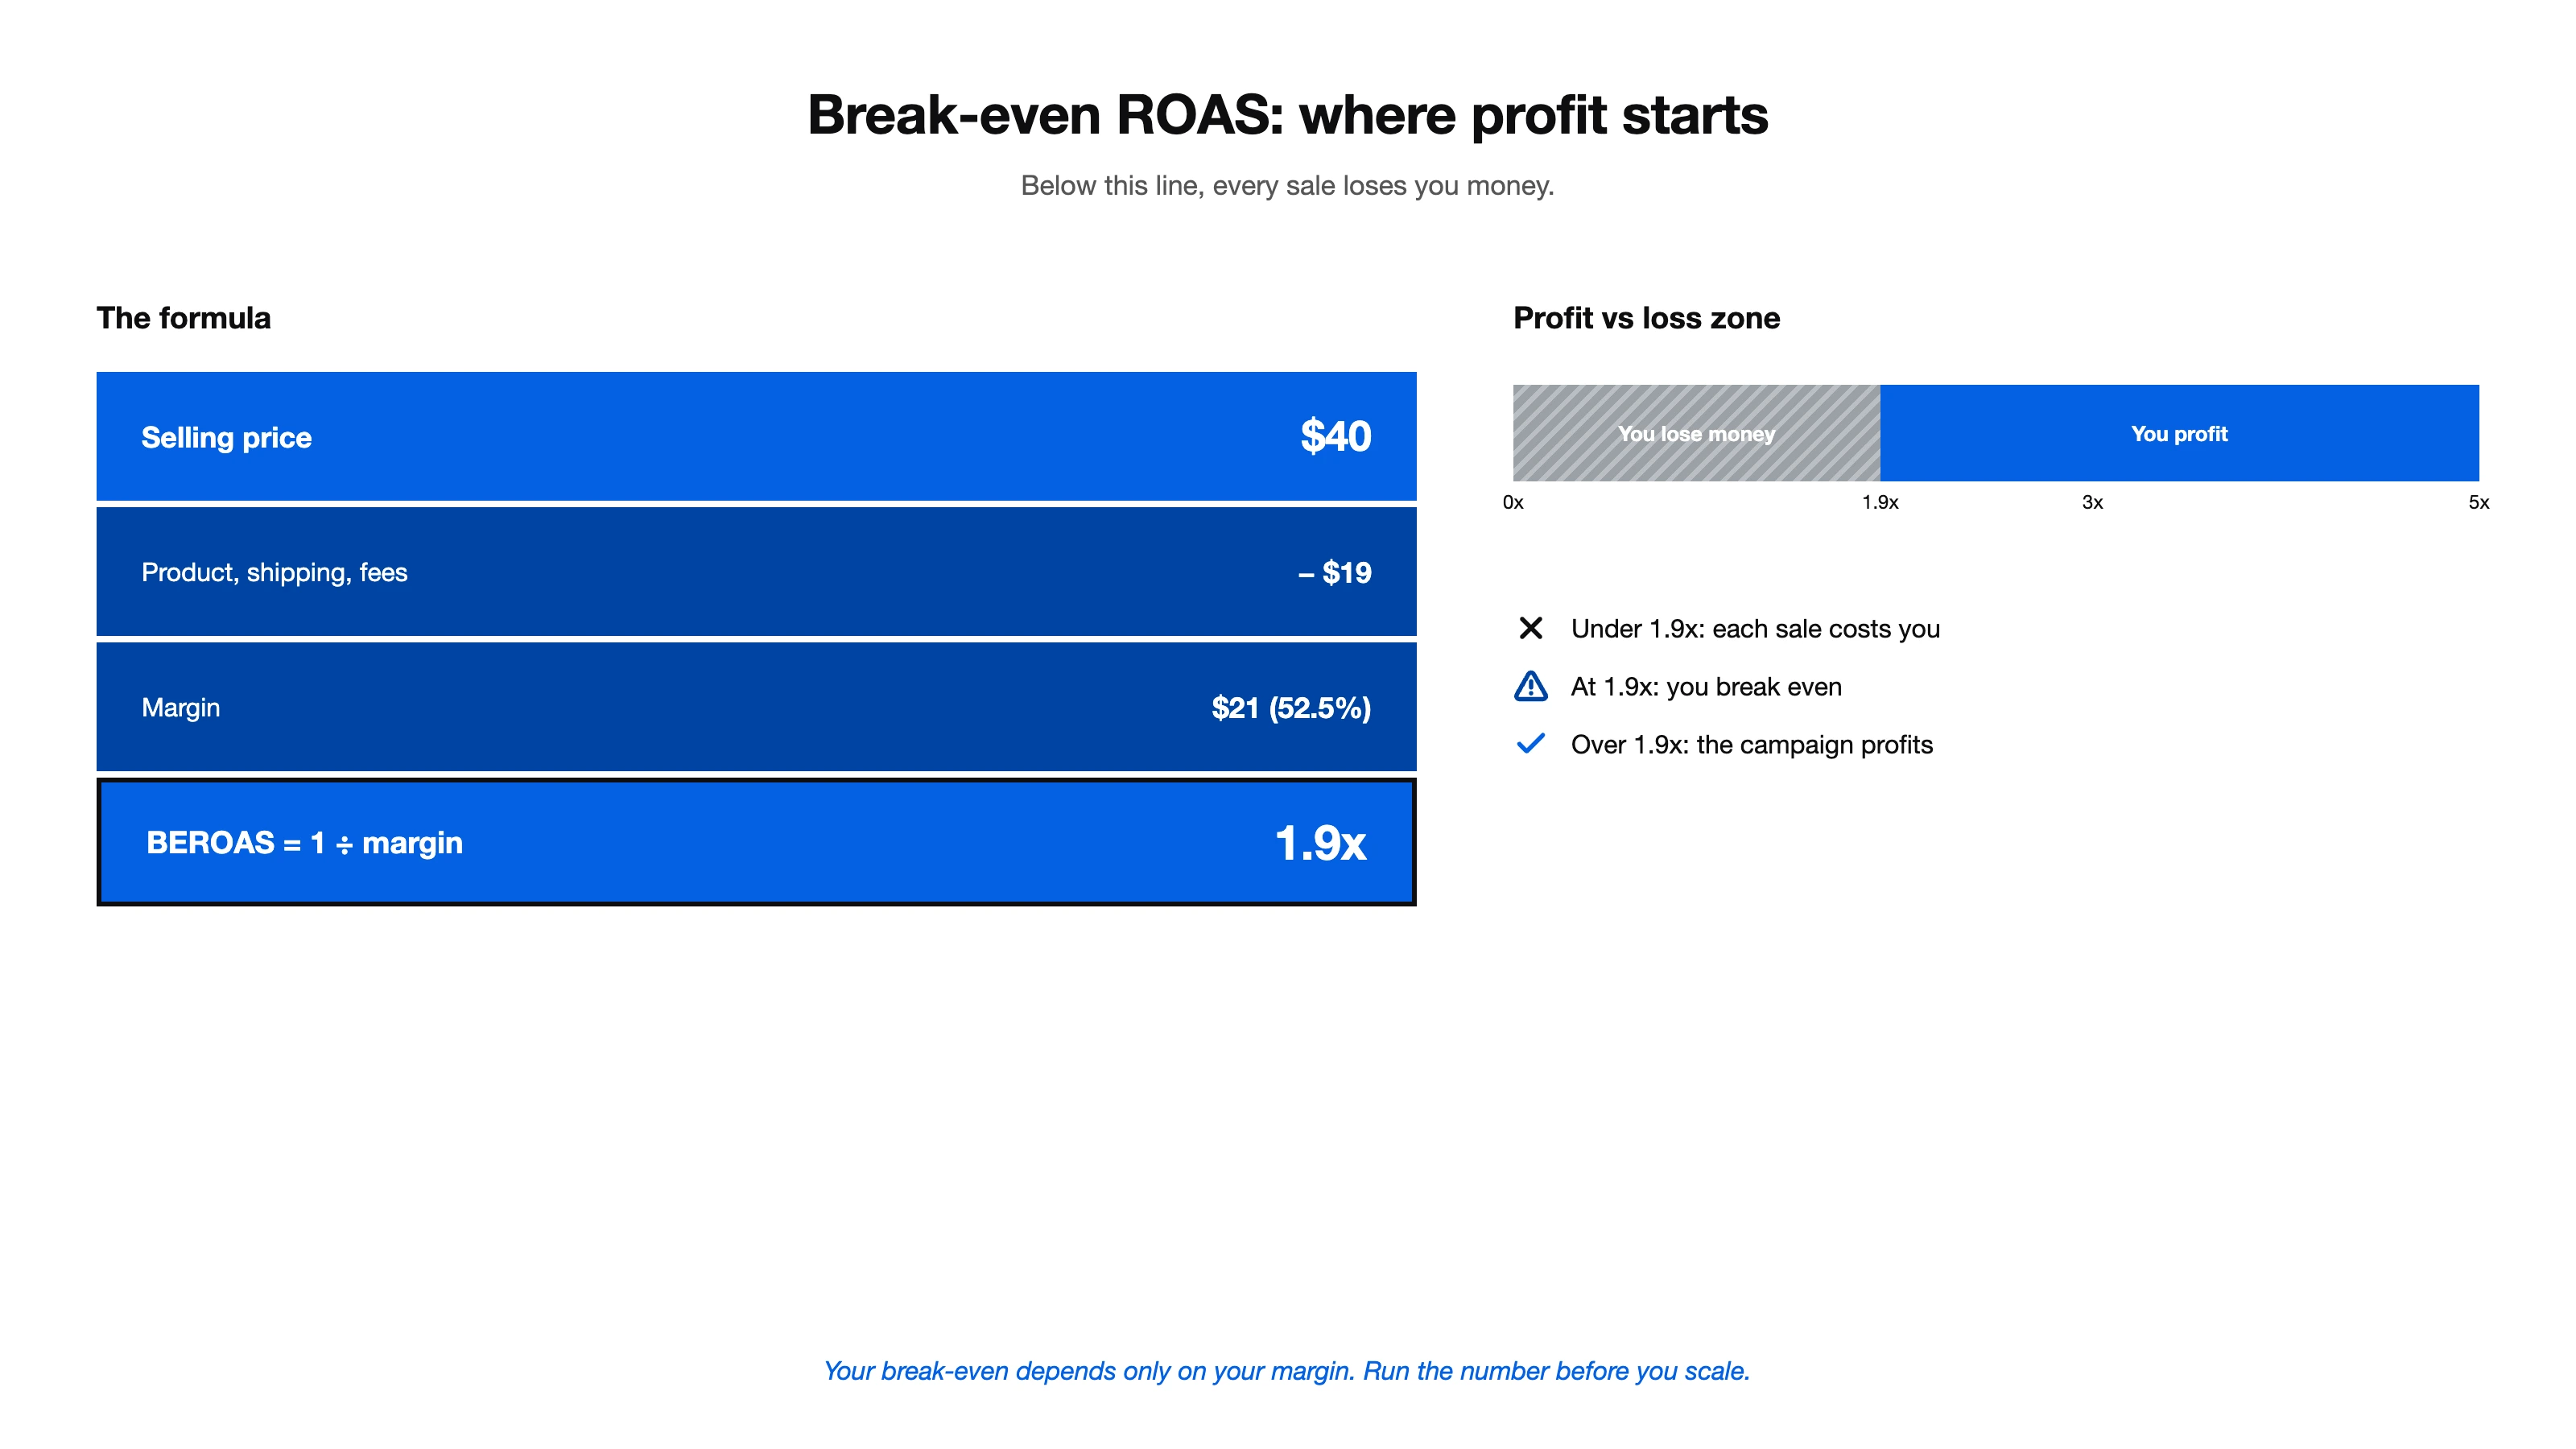 Break-even ROAS: where profit starts
Below this line, every sale loses you money.
The formula
Selling price $40
Product, shipping, fees – $19
Margin $21 (52.5%)
BEROAS = 1 ÷ margin 1.9x
Profit vs loss zone
You lose money You profit
0x 1.9x 3x 5x
Under 1.9x: each sale costs you
At 1.9x: you break even
Over 1.9x: the campaign profits
Your break-even depends only on your margin. Run the number before you scale.